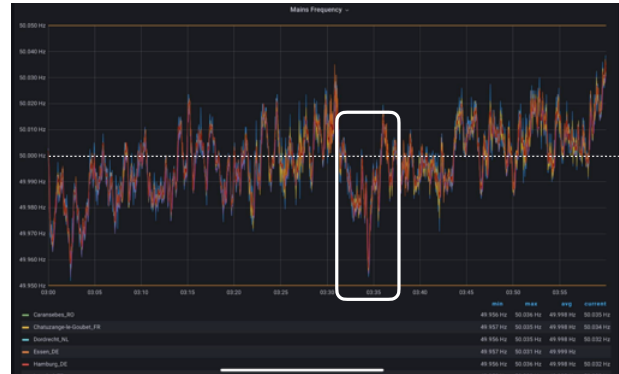 Mains Frequency
50.050 Hz
50.040 Hz
50.030 Hz
50.020 Hz
50.010 Hz
50.000 Hz
49.990 Hz
49.980 Hz
49.970 Hz
49.960 Hz
49.950 Hz
03:00 03:05 03:10 03:15 03:20 03:25 03:30 03:35 03:40 03:45 03:50 03:55
min max avg current
Caransebes_RO 49.956 Hz 50.036 Hz 49.998 Hz 50.035 Hz
Chatuzange-le-Goubet_FR 49.957 Hz 50.035 Hz 49.998 Hz 50.034 Hz
Dordrecht_NL 49.956 Hz 50.035 Hz 49.998 Hz 50.032 Hz
Essen_DE 49.957 Hz 50.031 Hz 49.999 Hz
Hamburg_DE 49.956 Hz 50.036 Hz 49.998 Hz 50.032 Hz